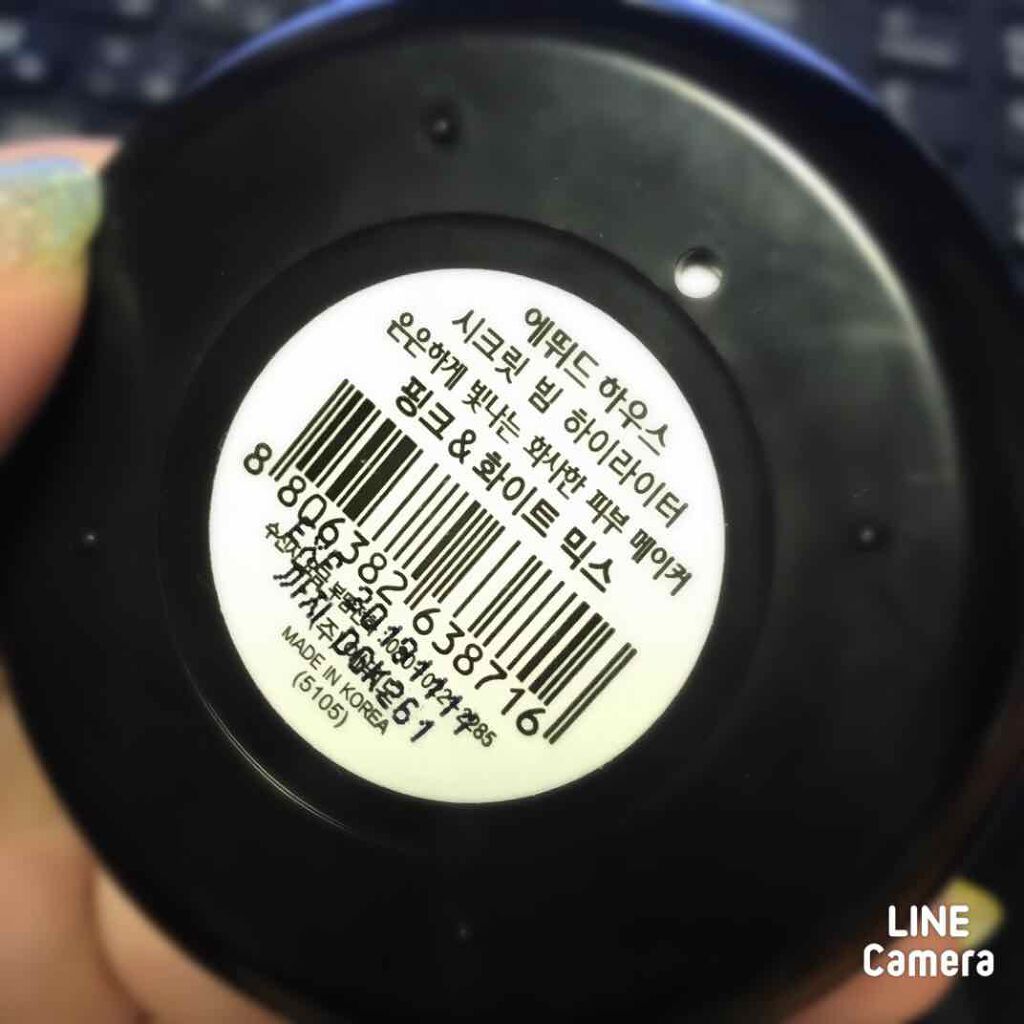 에뛰드 하우스
시크릿 빔 하이라이터
은은하게 빛나는 화사한 피부 메이커
핑크&화이트 믹스
8 806382 638716
까지
MADE IN KOREA
(5105)
LINE
Camera